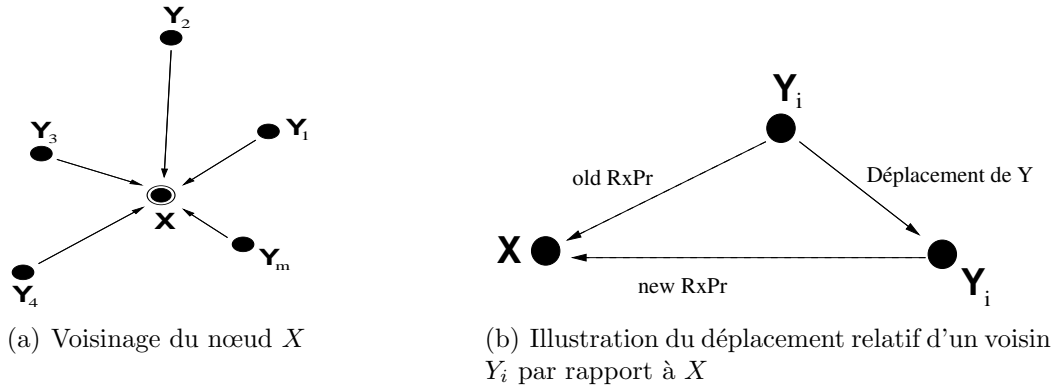 Y2
Y3
Y1
X
Ym
Y4
(a) Voisinage du nœud X
Yi
old RxPr
Déplacement de Y
X
new RxPr
Yi
(b) Illustration du déplacement relatif d'un voisin
Yi par rapport à X